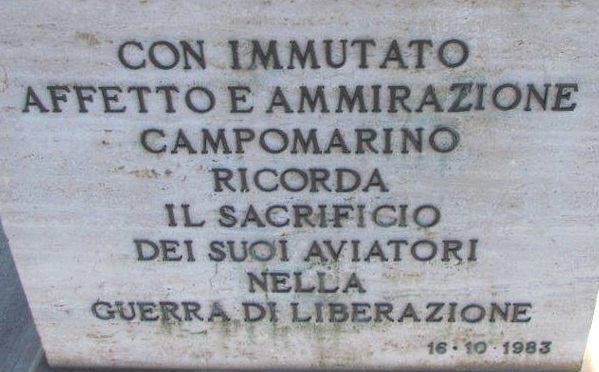 CON IMMUTATO
AFFETTO E AMMIRAZIONE
CAMPOMARINO
RICORDA
IL SACRIFICIO
DEI SUOI AVIATORI
NELLA
GUERRA DI LIBERAZIONE
16·10·1983